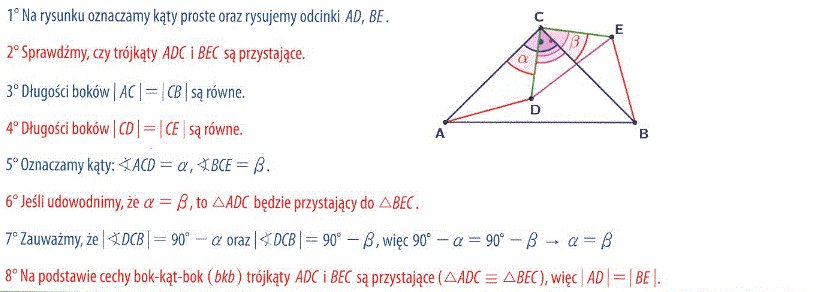 1° Na rysunku oznaczamy kąty proste oraz rysujemy odcinki AD, BE.
2° Sprawdźmy, czy trójkąty ADC i BEC są przystające.
3° Długości boków |AC| = |CB| są równe.
4° Długości boków |CD| = |CE| są równe.
5° Oznaczamy kąty: ∢ACD = α, ∢BCE = β.
6° Jeśli udowodnimy, że α = β, to △ADC będzie przystający do △BEC.
7° Zauważmy, że |∢DCB| = 90° − α oraz |∢DCB| = 90° − β, więc 90° − α = 90° − β → α = β
8° Na podstawie cechy bok-kąt-bok (bkb) trójkąty ADC i BEC są przystające (△ADC ≡ △BEC), więc |AD| = |BE|.
C
E
β
α
D
A
B